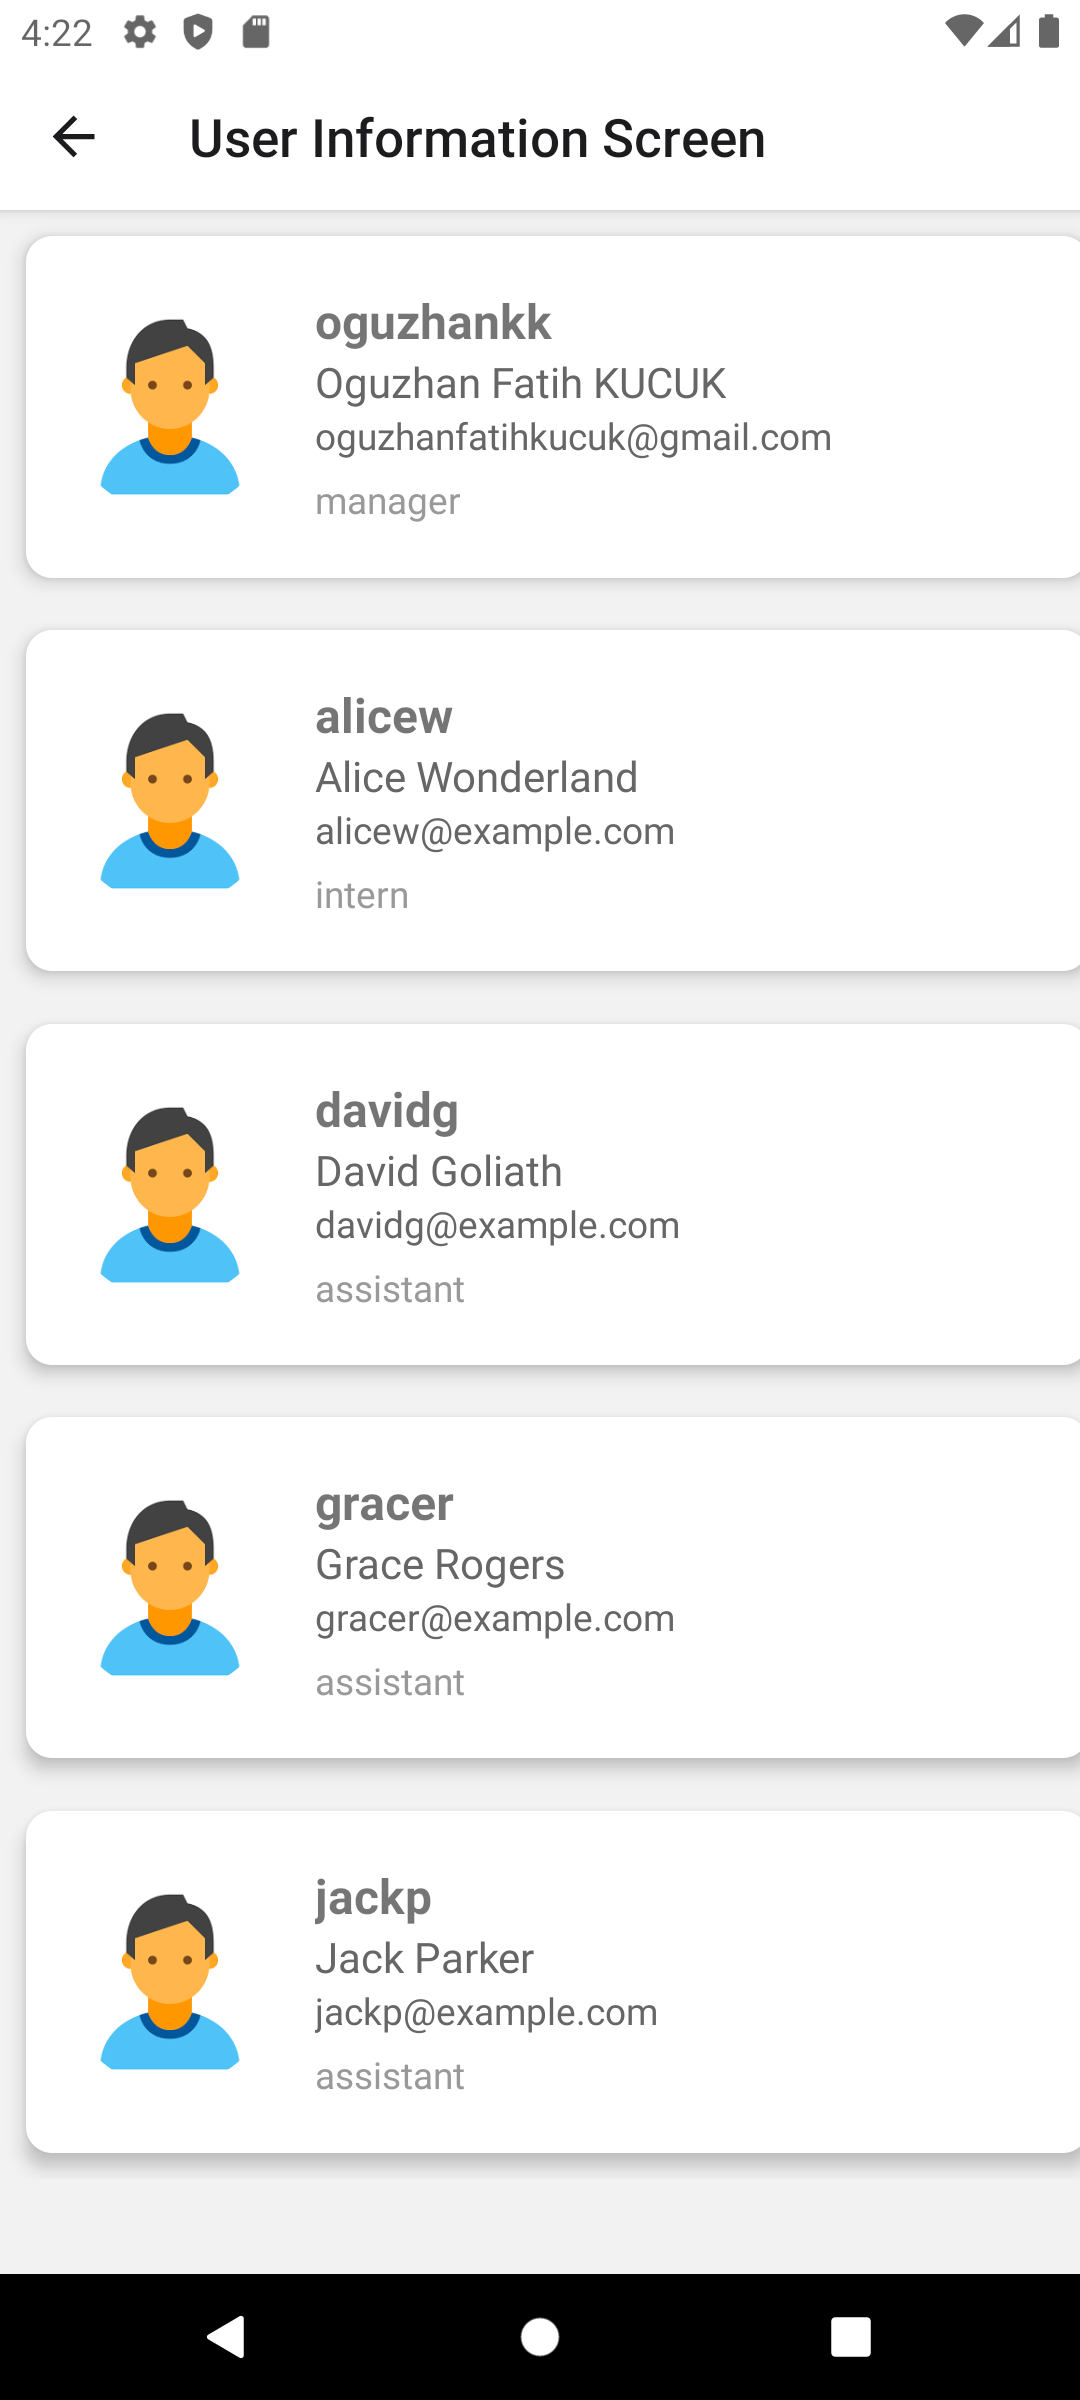 4:22
User Information Screen
oguzhankk
Oguzhan Fatih KUCUK
oguzhanfatihkucuk@gmail.com
manager
alicew
Alice Wonderland
alicew@example.com
intern
davidg
David Goliath
davidg@example.com
assistant
gracer
Grace Rogers
gracer@example.com
assistant
jackp
Jack Parker
jackp@example.com
assistant